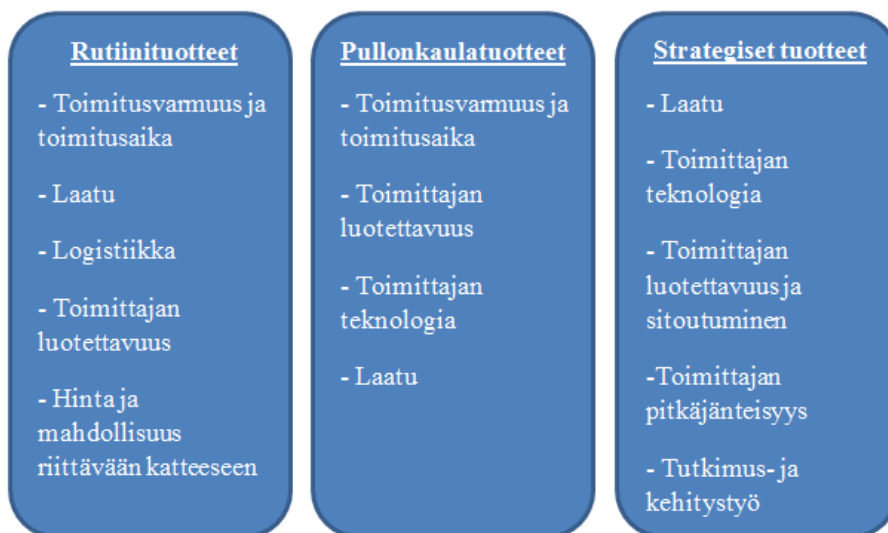 Rutiinituotteet
- Toimitusvarmuus ja
toimitusaika
- Laatu
- Logistiikka
- Toimittajan
luotettavuus
- Hinta ja
mahdollisuus
riittävään katteeseen
Pullonkaulatuotteet
- Toimitusvarmuus ja
toimitusaika
- Toimittajan
luotettavuus
- Toimittajan
teknologia
- Laatu
Strategiset tuotteet
- Laatu
- Toimittajan
teknologia
- Toimittajan
luotettavuus ja
sitoutuminen
-Toimittajan
pitkäjänteisyys
- Tutkimus- ja
kehitystyö